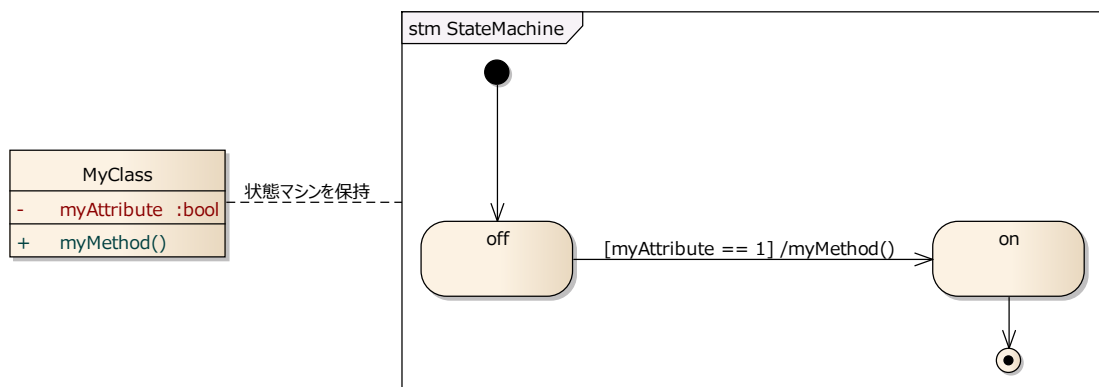 stm StateMachine
MyClass
- myAttribute :bool
+ myMethod()
状態マシンを保持
off
[myAttribute == 1] /myMethod()
on